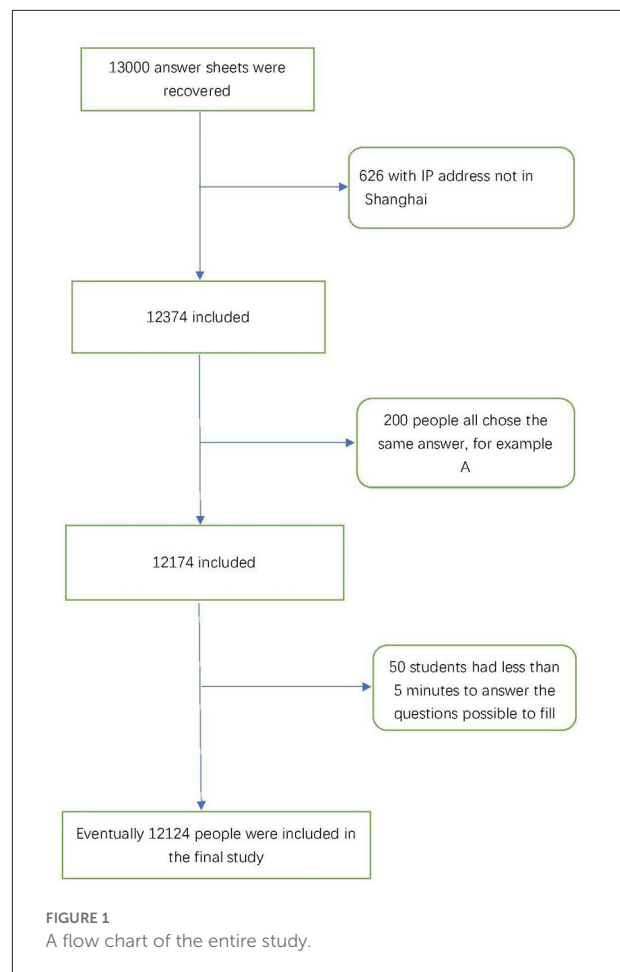 13000 answer sheets were
recovered
626 with IP address not in
Shanghai
12374 included
200 people all chose the
same answer, for example
A
12174 included
50 students had less than
5 minutes to answer the
questions possible to fill
Eventually 12124 people were included in
the final study
FIGURE 1
A flow chart of the entire study.